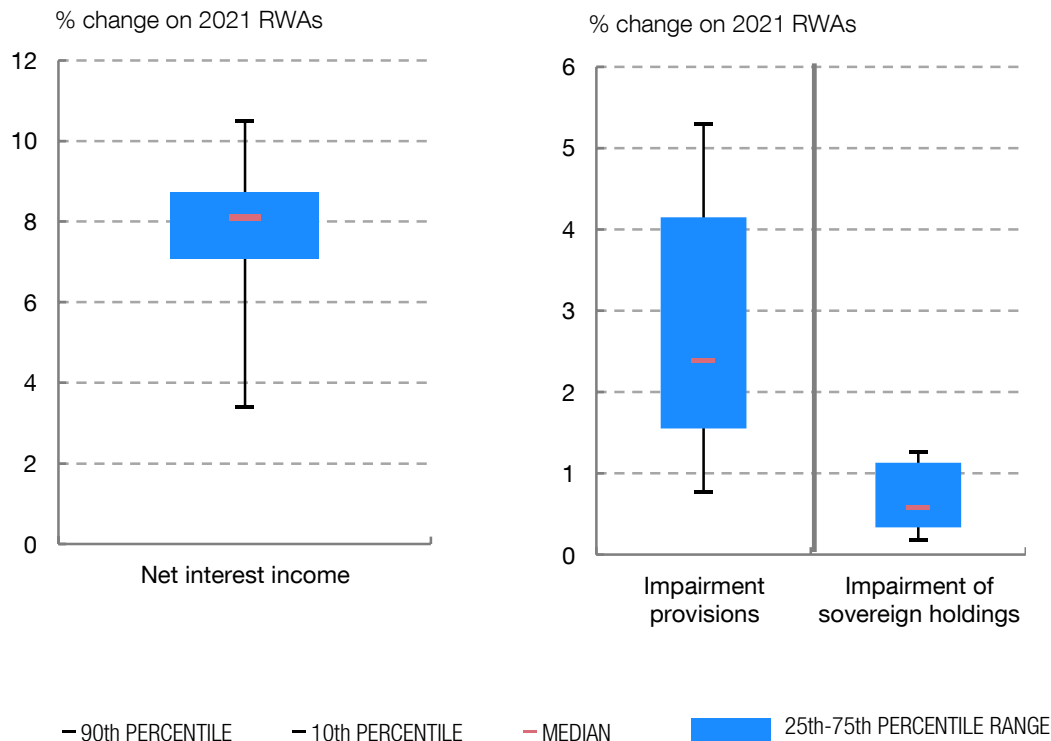 % change on 2021 RWAs
12
10
8
6
4
2
0
Net interest income
% change on 2021 RWAs
6
5
4
3
2
1
0
Impairment
provisions
Impairment of
sovereign holdings
90th PERCENTILE
10th PERCENTILE
MEDIAN
25th-75th PERCENTILE RANGE